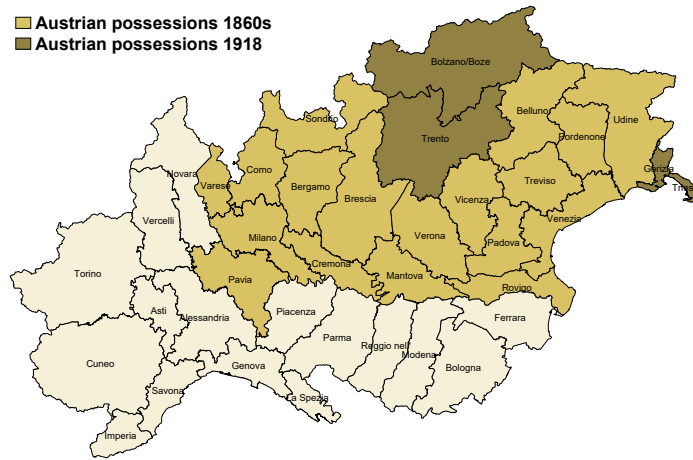 Austrian possessions 1860s
Austrian possessions 1918
Bolzano/Boze
Sondrio
Trento
Belluno
Pordenone
Udine
Novara
Varese
Como
Bergamo
Brescia
Vicenza
Treviso
Gorizia
Tries
Vercelli
Milano
Verona
Padova
Venezia
Torino
Pavia
Cremona
Mantova
Rovigo
Asti
Alessandria
Piacenza
Parma
Reggio nell'
Modena
Ferrara
Cuneo
Savona
Genova
La Spezia
Bologna
Imperia